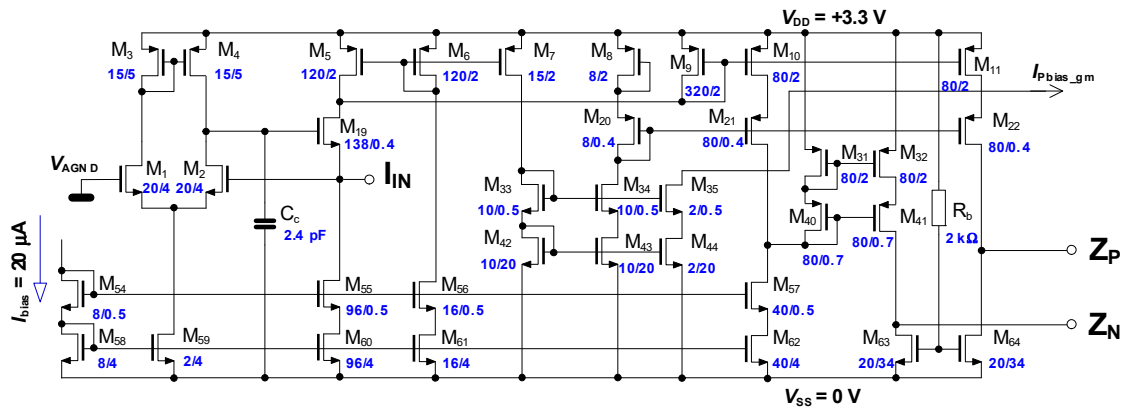 V_DD = +3.3 V
M3
15/5
M4
15/5
M5
120/2
M6
120/2
M7
15/2
M8
8/2
M9
320/2
M10
80/2
M11
80/2
I_Pbias_gm
M19
138/0.4
M20
8/0.4
M21
80/0.4
M22
80/0.4
V_AGND
M1
20/4
M2
20/4
I_IN
M31
80/2
M32
80/2
M33
10/0.5
M34
10/0.5
M35
2/0.5
M40
80/0.7
M41
80/0.7
R_b
2 kΩ
C_c
2.4 pF
M42
10/20
M43
10/20
M44
2/20
Z_P
I_bias = 20 µA
M54
8/0.5
M55
96/0.5
M56
16/0.5
M57
40/0.5
Z_N
M58
8/4
M59
2/4
M60
96/4
M61
16/4
M62
40/4
M63
20/34
M64
20/34
V_SS = 0 V